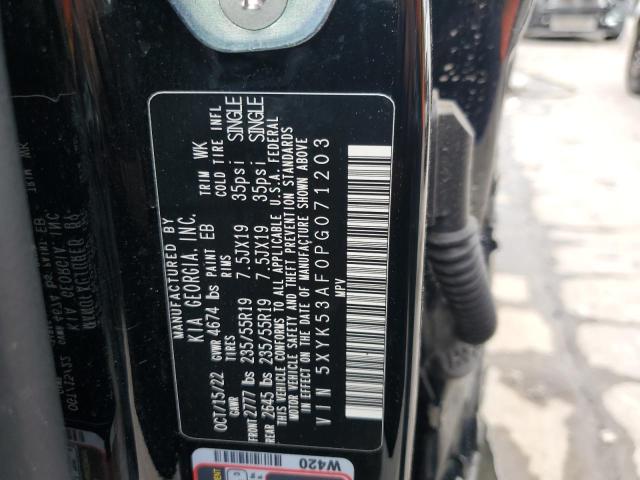 MANUFACTURED BY
KIA GEORGIA, INC.
OCT/15/22 GVWR 4674 lbs PAINT EB TRIM WK
GAWR TIRES RIMS COLD TIRE INFL
FRONT 2777 lbs 235/55R19 7.5JX19 35psi SINGLE
REAR 2645 lbs 235/55R19 7.5JX19 35psi SINGLE
THIS VEHICLE CONFORMS TO ALL APPLICABLE U.S.A. FEDERAL
MOTOR VEHICLE SAFETY AND THEFT PREVENTION STANDARDS
IN EFFECT ON THE DATE OF MANUFACTURE SHOWN ABOVE
VIN 5XYK53AF0PG071203
MPV
W420